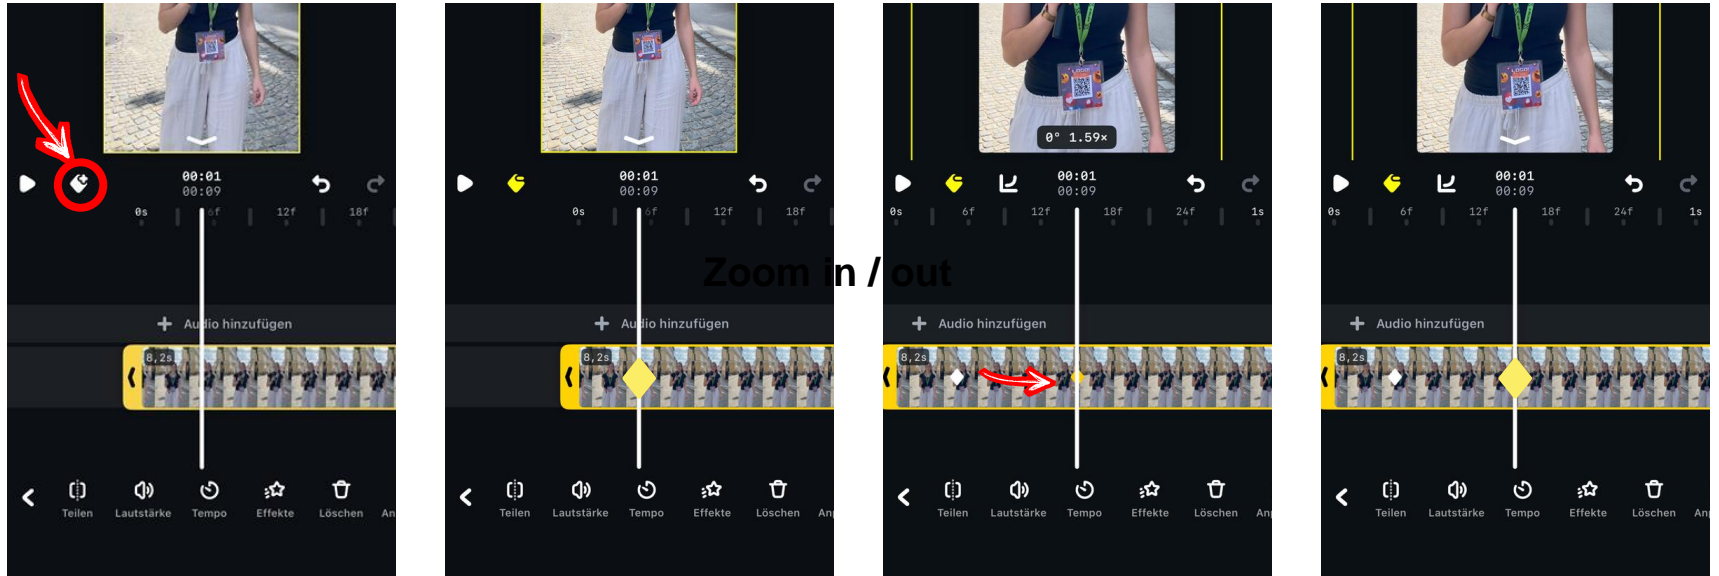 00:01
00:09
0s 6f 12f 18f
Audio hinzufügen
8,2s
Teilen Lautstärke Tempo Effekte Löschen An
00:01
00:09
0s 6f 12f 18f
Audio hinzufügen
8,2s
Teilen Lautstärke Tempo Effekte Löschen
Zoom in / out
0° 1.59×
00:01
00:09
0s 6f 12f 18f 24f 1s
Audio hinzufügen
8,2s
Teilen Lautstärke Tempo Effekte Löschen
00:01
00:09
0s 6f 12f 18f 24f 1s
Audio hinzufügen
8,2s
Teilen Lautstärke Tempo Effekte Löschen